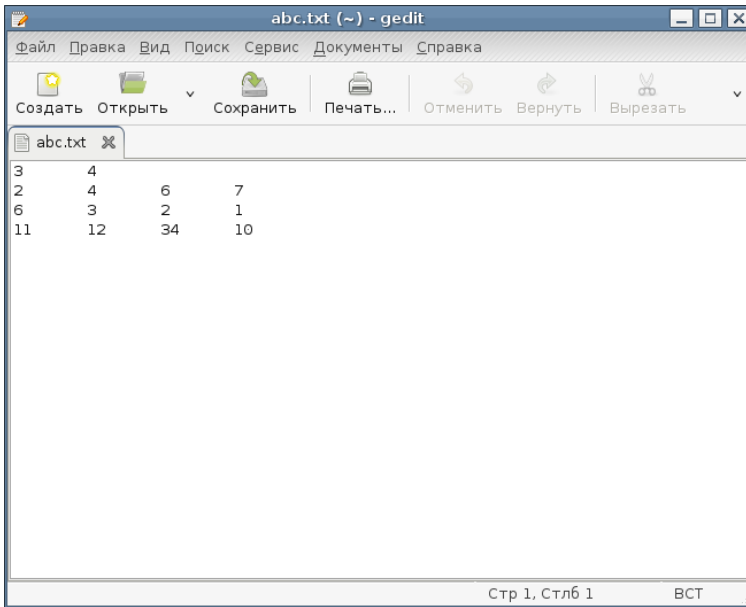 abc.txt (~) - gedit
Файл Правка Вид Поиск Сервис Документы Справка
Создать Открыть Сохранить Печать... Отменить Вернуть Вырезать
abc.txt
3 4
2 4 6 7
6 3 2 1
11 12 34 10
Стр 1, Стлб 1 ВСТ